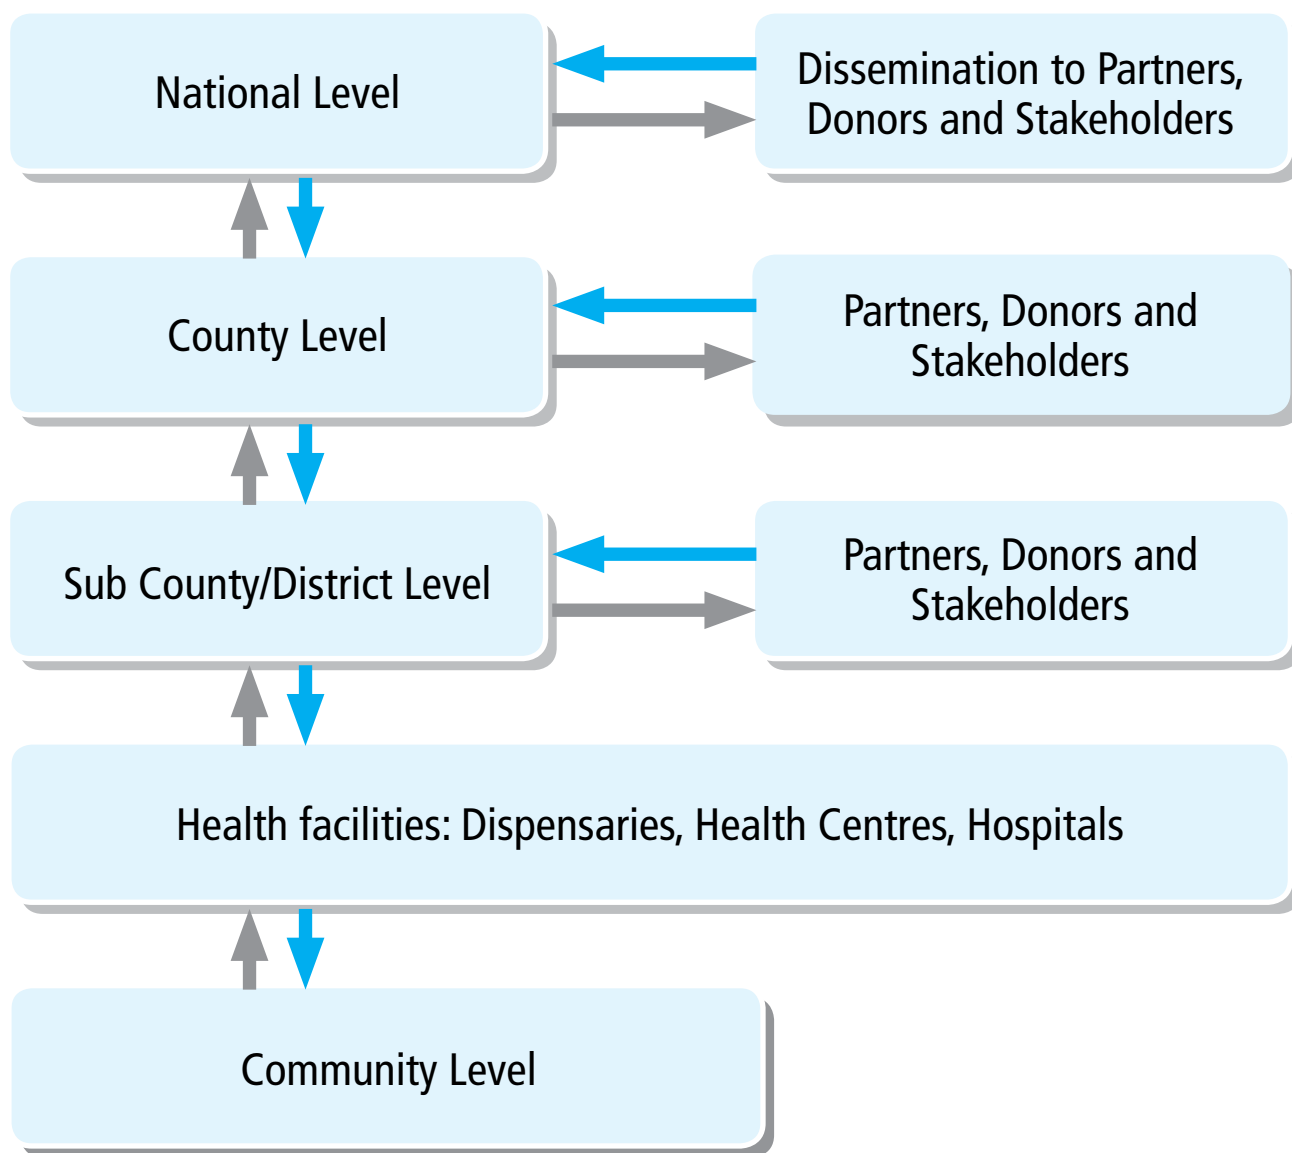 National Level
Dissemination to Partners,
Donors and Stakeholders
County Level
Partners, Donors and
Stakeholders
Sub County/District Level
Partners, Donors and
Stakeholders
Health facilities: Dispensaries, Health Centres, Hospitals
Community Level